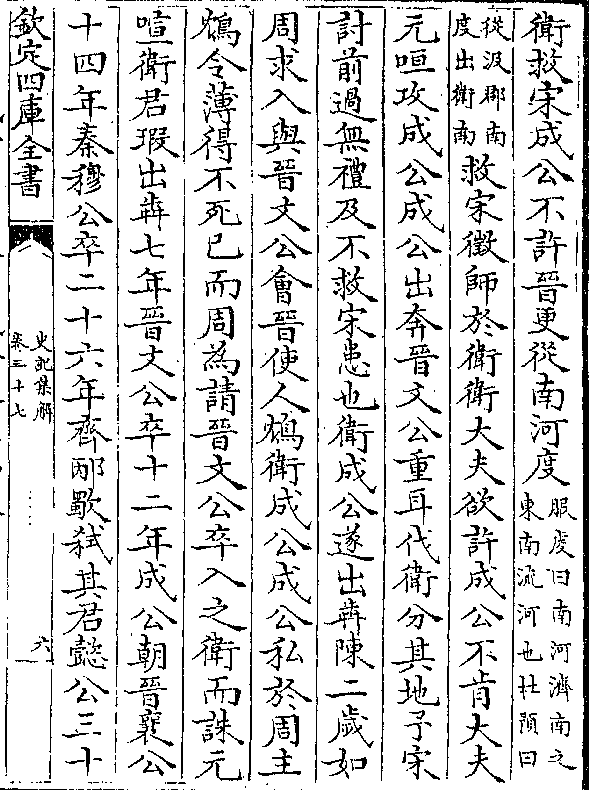 衛救宋成公不許晉更從南河度服䖍曰南河濟南之東南流河也杜預曰
從汲郡南度出衛南救宋徵師於衛衛大夫欲許成公不肯大夫
元咺攻成公成公出奔晉文公重耳伐衛分其地予宋
討前過無禮及不救宋患也衛成公遂出犇陳二歲如
周求入與晉文公會晉使人鴆衛成公成公私於周主
鴆令薄得不死已而周為請晉文公卒入之衛而誅元
咺衛君瑕出犇七年晉文公卒十二年成公朝晉襄公
十四年秦穆公卒二十六年齊邴歜弑其君懿公三十
欽定四庫全書
史記集解
卷三十七
六